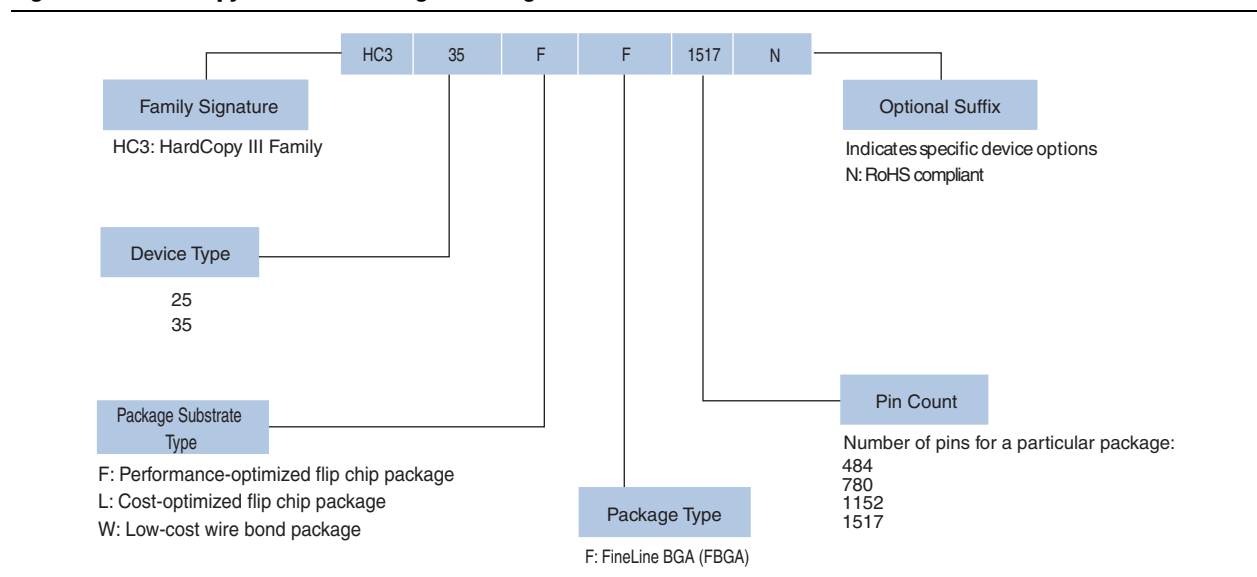 HC3 35 F F 1517 N
Family Signature
HC3: HardCopy III Family
Optional Suffix
Indicates specific device options
N: RoHS compliant
Device Type
25
35
Package Substrate
Type
F: Performance-optimized flip chip package
L: Cost-optimized flip chip package
W: Low-cost wire bond package
Package Type
F: FineLine BGA (FBGA)
Pin Count
Number of pins for a particular package:
484
780
1152
1517